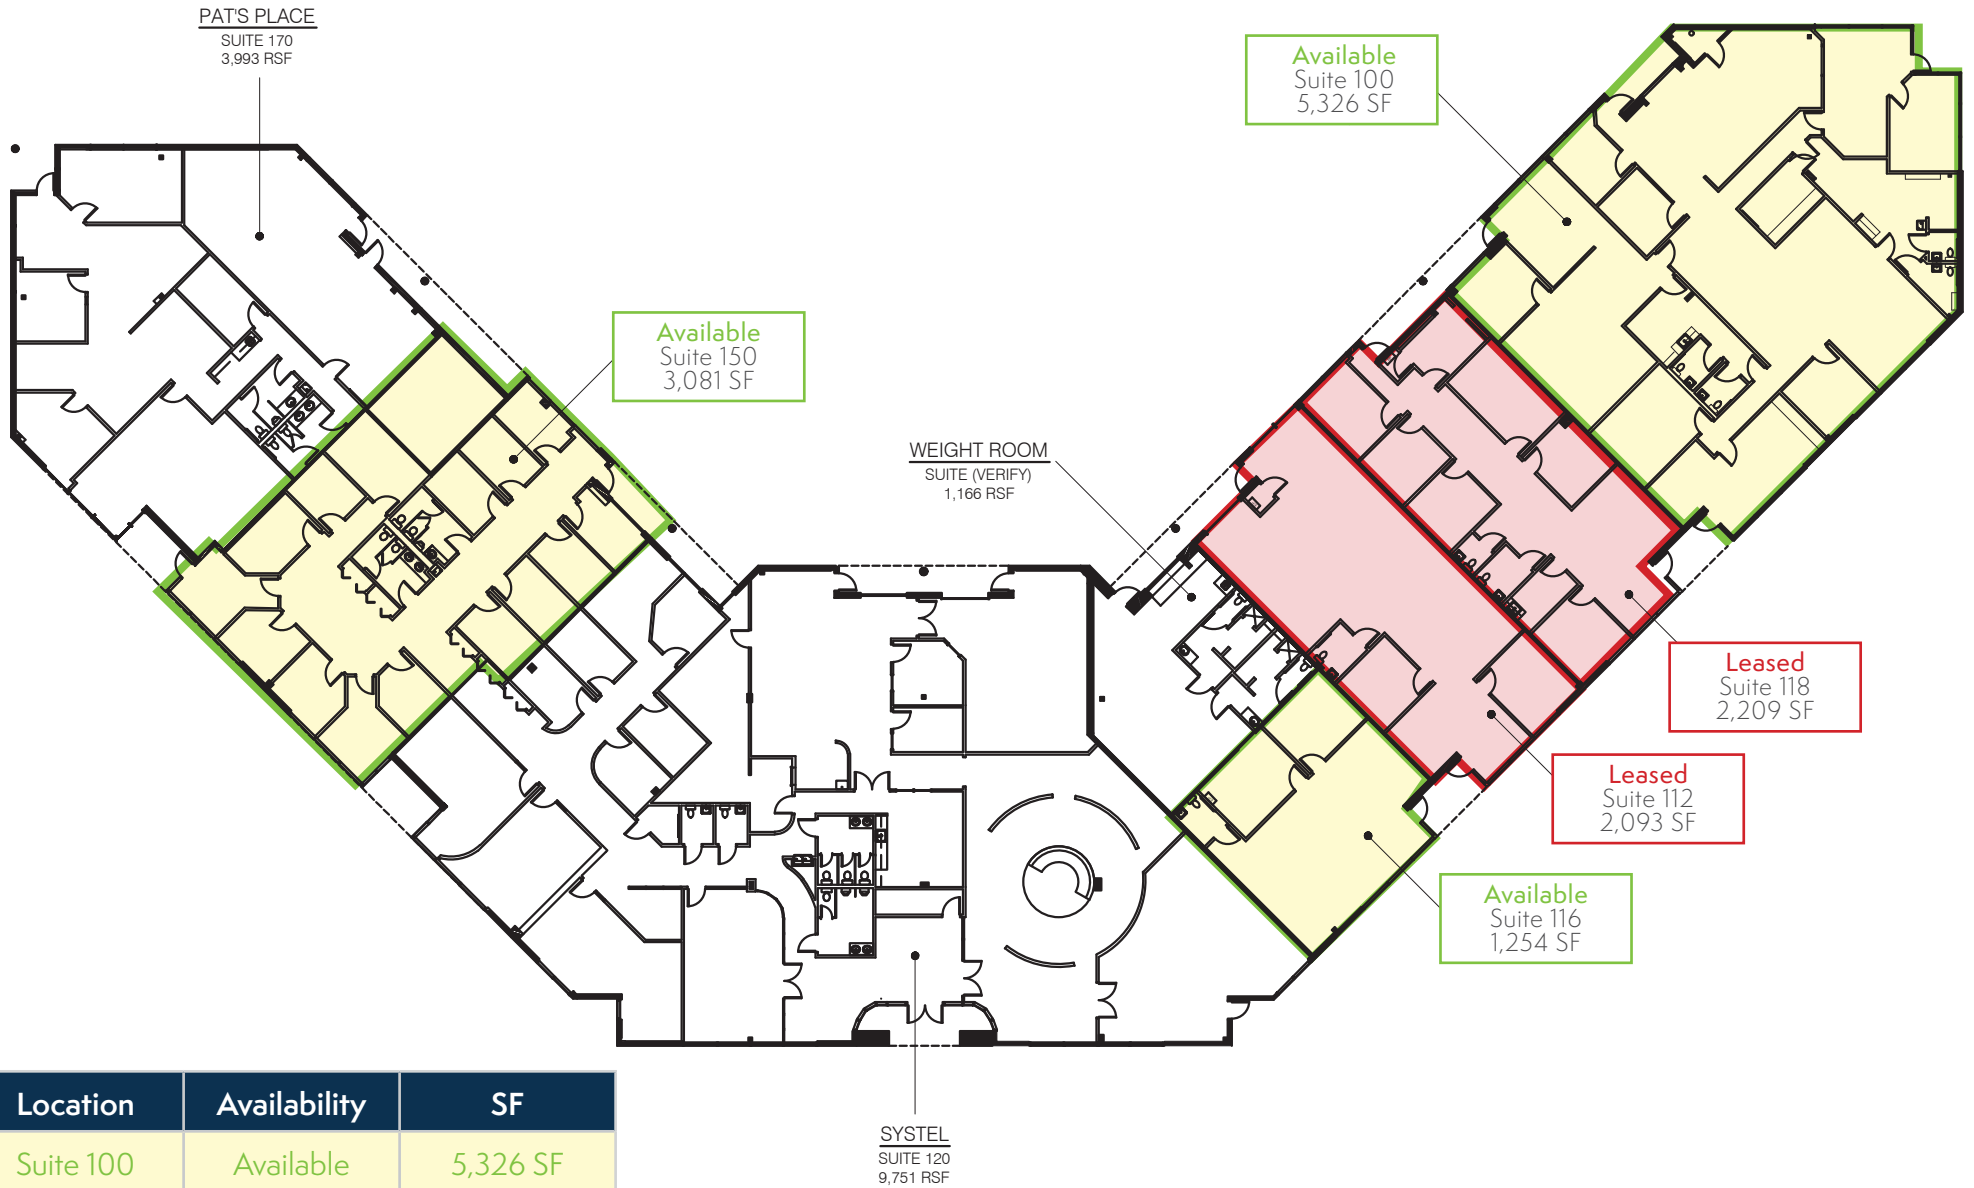 PAT'S PLACE
SUITE 170
3,993 RSF
Available
Suite 100
5,326 SF
Available
Suite 150
3,081 SF
WEIGHT ROOM
SUITE (VERIFY)
1,166 RSF
Leased
Suite 118
2,209 SF
Leased
Suite 112
2,093 SF
Available
Suite 116
1,254 SF
SYSTEL
SUITE 120
9,751 RSF
Location Availability SF
Suite 100 Available 5,326 SF